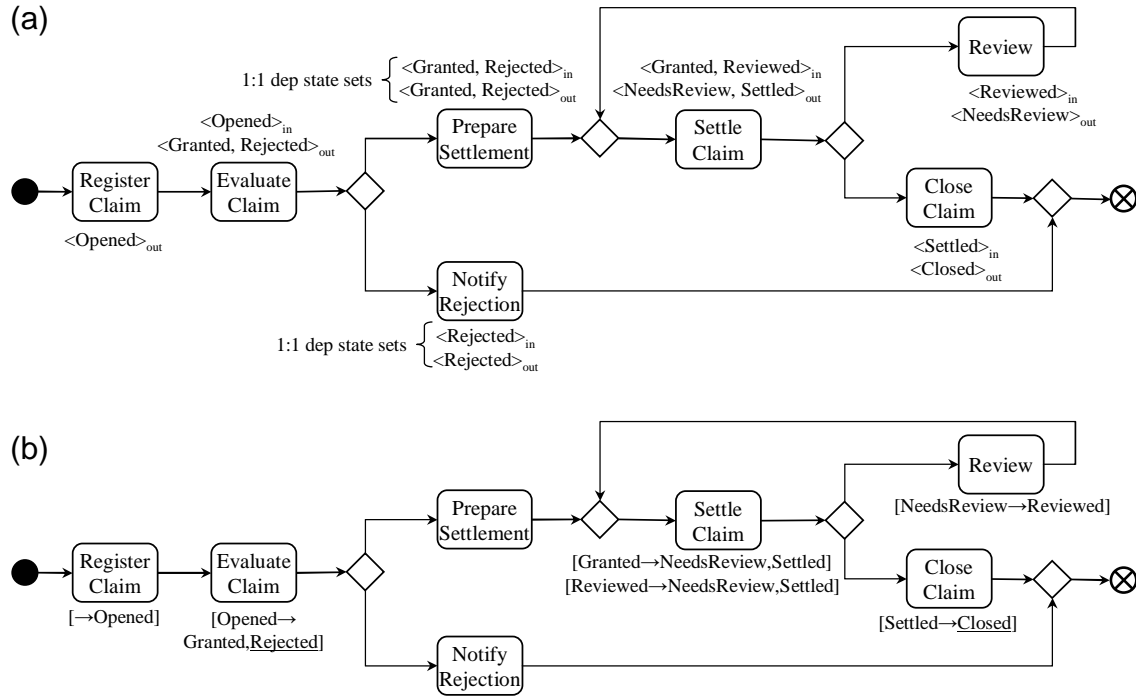 (a)
1:1 dep state sets
<Granted, Rejected>in
<Granted, Rejected>out
Prepare
Settlement
<Granted, Reviewed>in
<NeedsReview, Settled>out
Settle
Claim
Review
<Reviewed>in
<NeedsReview>out
Register
Claim
<Opened>out
<Opened>in
<Granted, Rejected>out
Evaluate
Claim
Close
Claim
<Settled>in
<Closed>out
Notify
Rejection
1:1 dep state sets
<Rejected>in
<Rejected>out
(b)
Prepare
Settlement
Settle
Claim
[Granted→NeedsReview,Settled]
[Reviewed→NeedsReview,Settled]
Review
[NeedsReview→Reviewed]
Register
Claim
[→Opened]
Evaluate
Claim
[Opened→
Granted,Rejected]
Close
Claim
[Settled→Closed]
Notify
Rejection